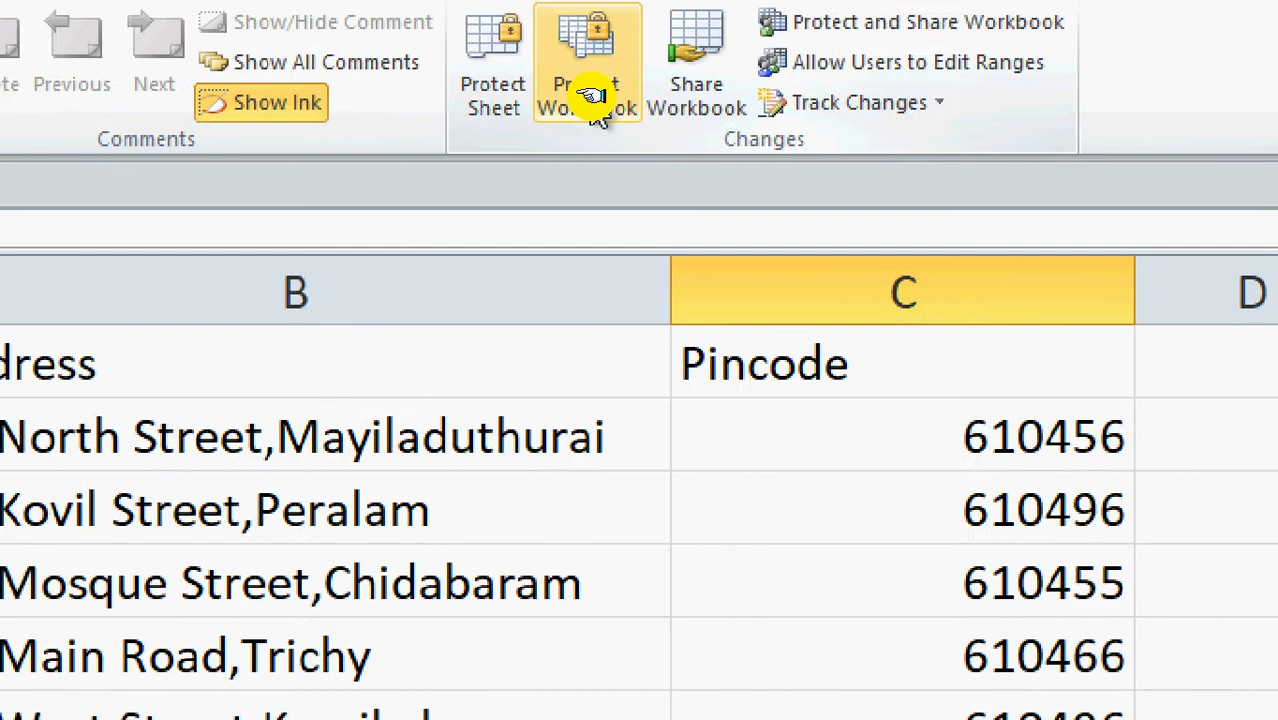 Show/Hide Comment
Show All Comments
Show Ink
Previous
Next
Comments
Protect
Sheet
Workbook
Share
Workbook
Protect and Share Workbook
Allow Users to Edit Ranges
Track Changes
Changes
B C D
dress Pincode
North Street,Mayiladuthurai 610456
Kovil Street,Peralam 610496
Mosque Street,Chidabaram 610455
Main Road,Trichy 610466